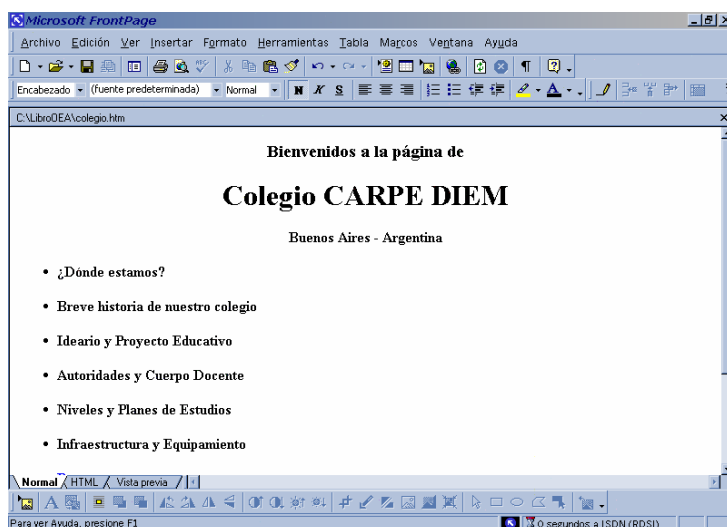 Microsoft FrontPage
Archivo Edición Ver Insertar Formato Herramientas Tabla Marcos Ventana Ayuda
Encabezado (fuente predeterminada) Normal N K S
C:\LibroOEA\colegio.htm
Bienvenidos a la página de
Colegio CARPE DIEM
Buenos Aires - Argentina
• ¿Dónde estamos?
• Breve historia de nuestro colegio
• Ideario y Proyecto Educativo
• Autoridades y Cuerpo Docente
• Niveles y Planes de Estudios
• Infraestructura y Equipamiento
Normal HTML Vista previa
Para ver Ayuda, presione F1 0 segundos a ISDN (RDSI)